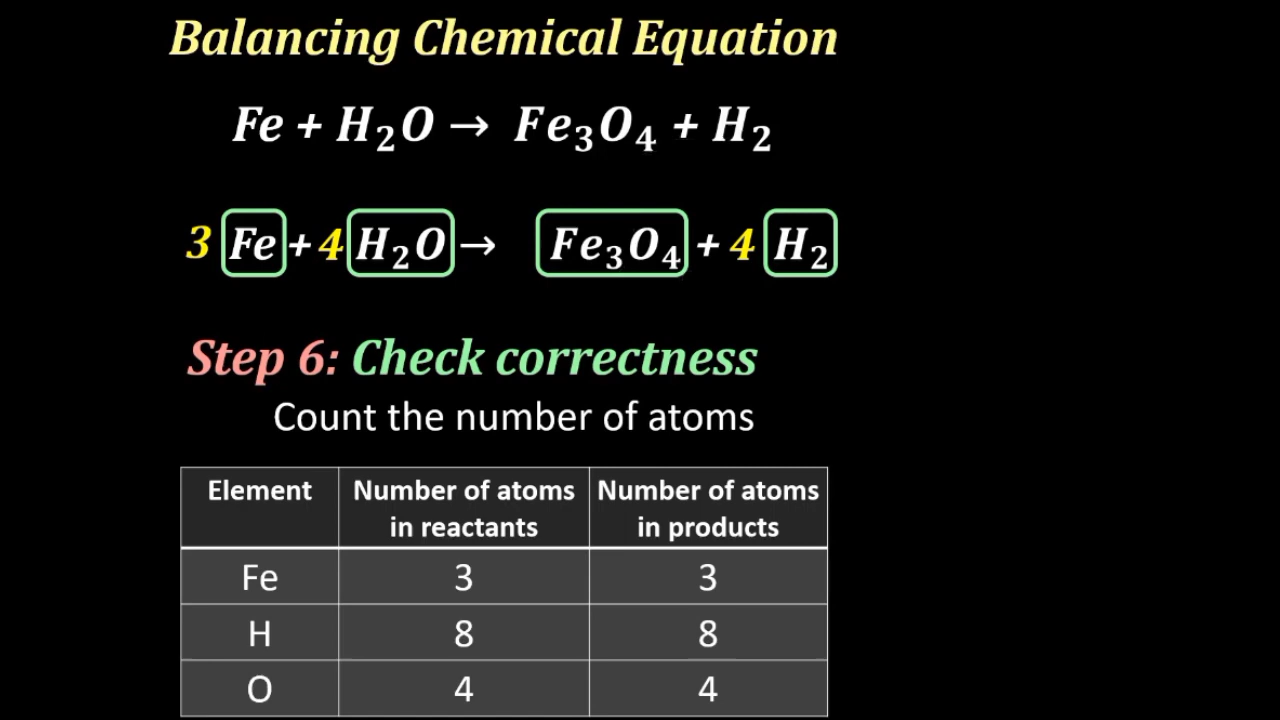 Balancing Chemical Equation
Fe + H₂O → Fe₃O₄ + H₂
3 Fe + 4 H₂O → Fe₃O₄ + 4 H₂
Step 6: Check correctness
Count the number of atoms
Element Number of atoms in reactants Number of atoms in products
Fe 3 3
H 8 8
O 4 4